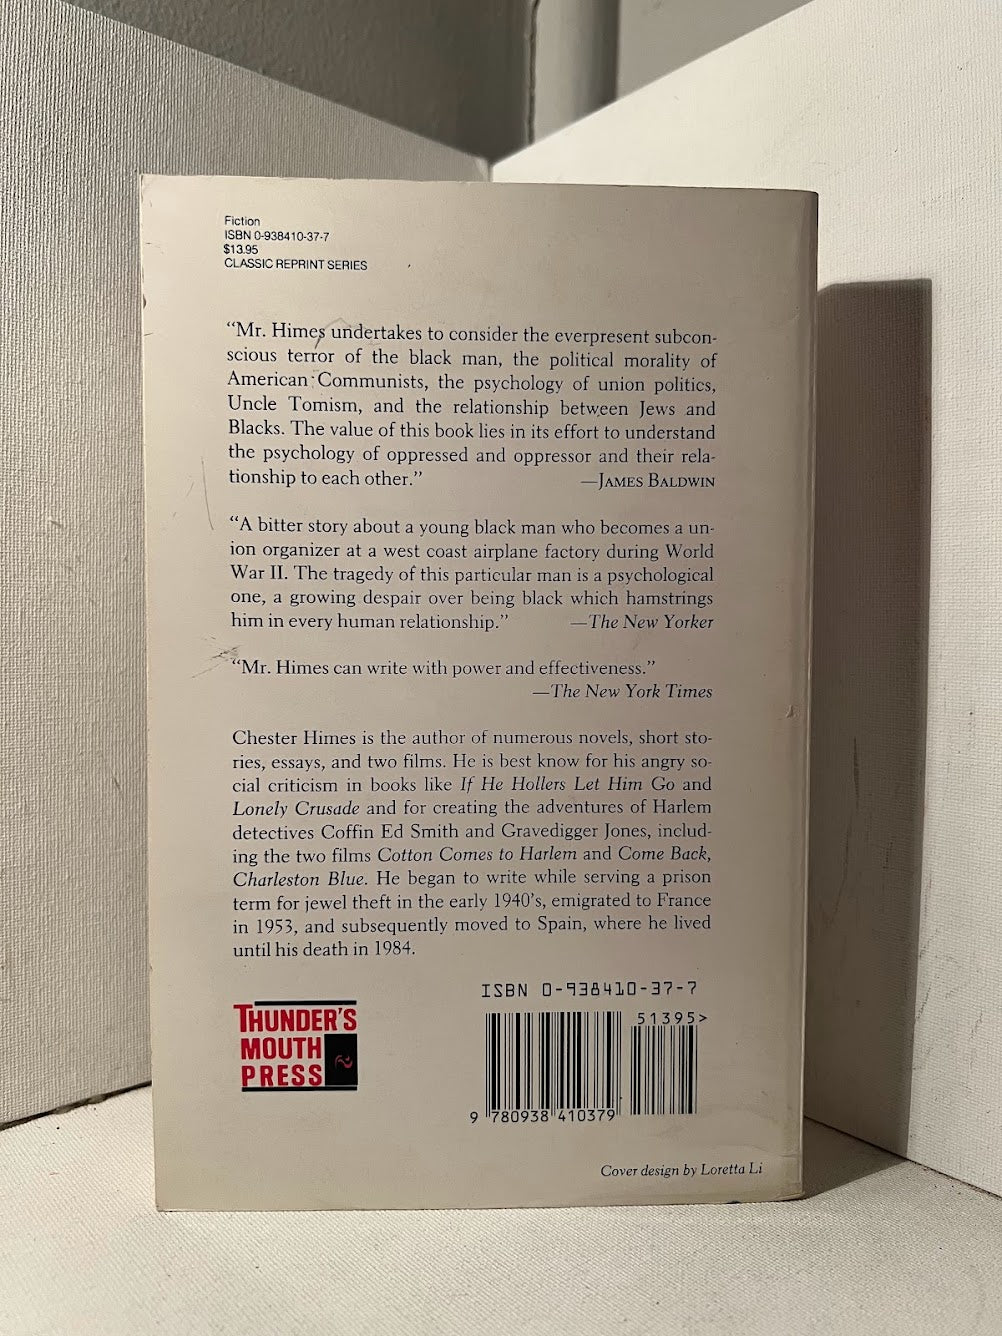 Fiction
ISBN 0-938410-37-7
$13.95
CLASSIC REPRINT SERIES
“Mr. Himes undertakes to consider the everpresent subcon-
scious terror of the black man, the political morality of
American Communists, the psychology of union politics,
Uncle Tomism, and the relationship between Jews and
Blacks. The value of this book lies in its effort to understand
the psychology of oppressed and oppressor and their rela-
tionship to each other.” —JAMES BALDWIN
“A bitter story about a young black man who becomes a un-
ion organizer at a west coast airplane factory during World
War II. The tragedy of this particular man is a psychological
one, a growing despair over being black which hamstrings
him in every human relationship.” —The New Yorker
“Mr. Himes can write with power and effectiveness.”
—The New York Times
Chester Himes is the author of numerous novels, short sto-
ries, essays, and two films. He is best know for his angry so-
cial criticism in books like If He Hollers Let Him Go and
Lonely Crusade and for creating the adventures of Harlem
detectives Coffin Ed Smith and Gravedigger Jones, includ-
ing the two films Cotton Comes to Harlem and Come Back,
Charleston Blue. He began to write while serving a prison
term for jewel theft in the early 1940's, emigrated to France
in 1953, and subsequently moved to Spain, where he lived
until his death in 1984.
THUNDER'S
MOUTH
PRESS
ISBN 0-938410-37-7
51395>
9 780938 410379
Cover design by Loretta Li